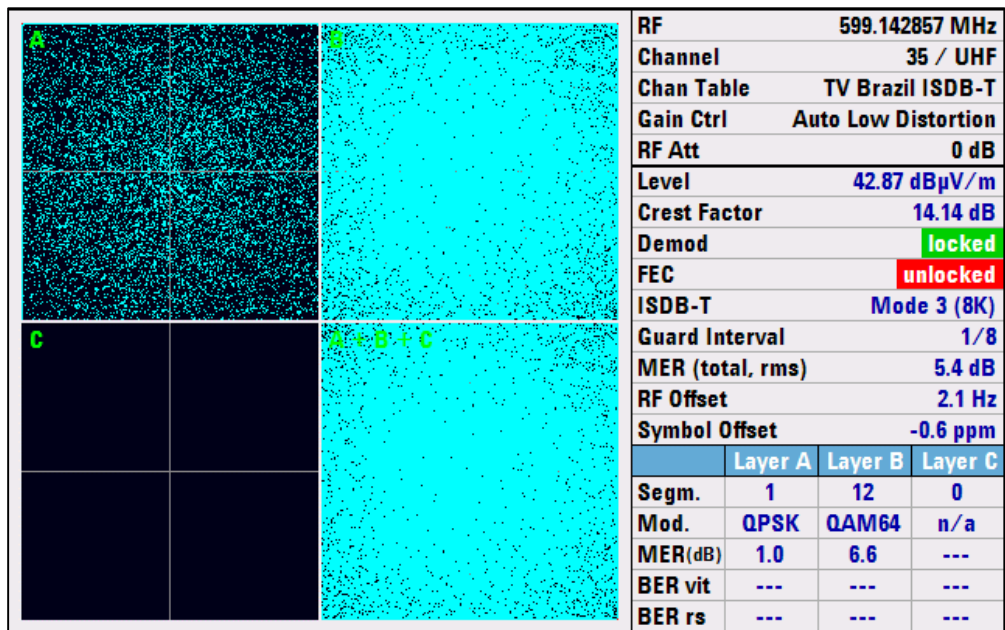 A
B
C
A + B + C
RF 599.142857 MHz
Channel 35 / UHF
Chan Table TV Brazil ISDB-T
Gain Ctrl Auto Low Distortion
RF Att 0 dB
Level 42.87 dBµV/m
Crest Factor 14.14 dB
Demod locked
FEC unlocked
ISDB-T Mode 3 (8K)
Guard Interval 1/8
MER (total, rms) 5.4 dB
RF Offset 2.1 Hz
Symbol Offset -0.6 ppm
Layer A Layer B Layer C
Segm. 1 12 0
Mod. QPSK QAM64 n/a
MER(dB) 1.0 6.6 ---
BER vit --- --- ---
BER rs --- --- ---